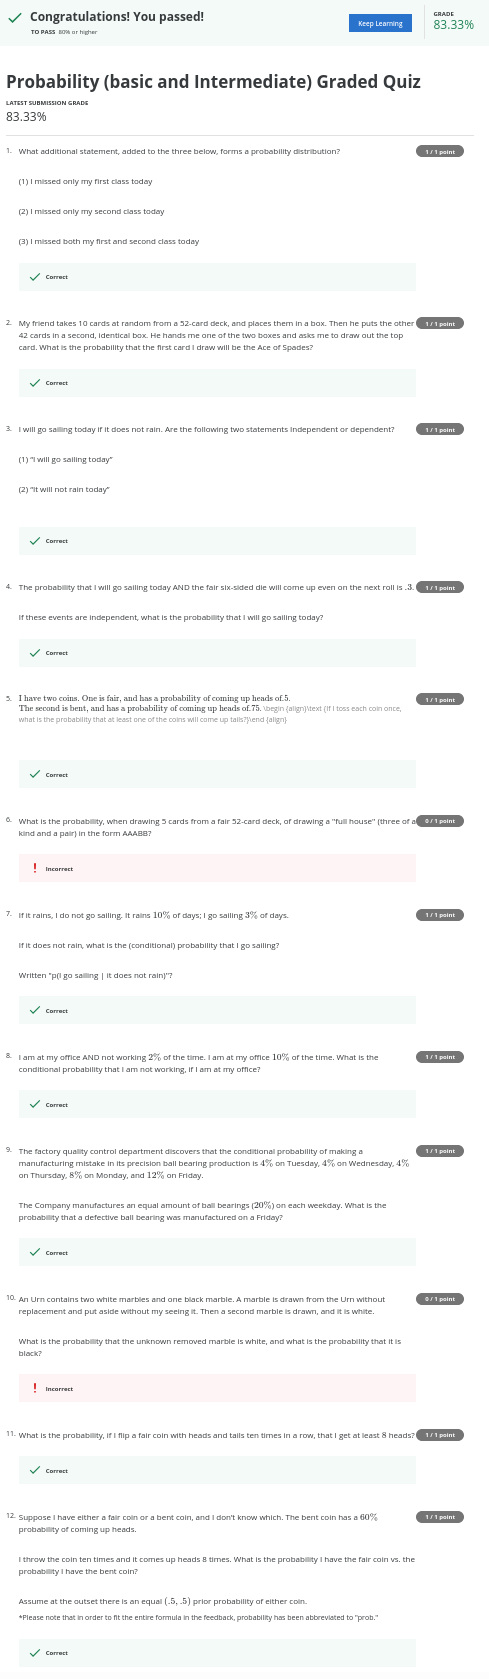 Congratulations! You passed!
TO PASS 80% or higher
Keep Learning
GRADE
83.33%
Probability (basic and Intermediate) Graded Quiz
LATEST SUBMISSION GRADE
83.33%
1. What additional statement, added to the three below, forms a probability distribution? 1 / 1 point
(1) I missed only my first class today
(2) I missed only my second class today
(3) I missed both my first and second class today
Correct
2. My friend takes 10 cards at random from a 52-card deck, and places them in a box. Then he puts the other 1 / 1 point
42 cards in a second, identical box. He hands me one of the two boxes and asks me to draw out the top
card. What is the probability that the first card I draw will be the Ace of Spades?
Correct
3. I will go sailing today if it does not rain. Are the following two statements Independent or dependent? 1 / 1 point
(1) "I will go sailing today"
(2) "It will not rain today"
Correct
4. The probability that I will go sailing today AND the fair six-sided die will come up even on the next roll is .3. 1 / 1 point
If these events are independent, what is the probability that I will go sailing today?
Correct
5. I have two coins. One is fair, and has a probability of coming up heads of.5. 1 / 1 point
The second is bent, and has a probability of coming up heads of.75. \begin {align}\text {If I toss each coin once,
what is the probability that at least one of the coins will come up tails?}\end {align}
Correct
6. What is the probability, when drawing 5 cards from a fair 52-card deck, of drawing a "full house" (three of a 0 / 1 point
kind and a pair) in the form AAABB?
Incorrect
7. If it rains, I do not go sailing. It rains 10% of days; I go sailing 3% of days. 1 / 1 point
If it does not rain, what is the (conditional) probability that I go sailing?
Written "p(I go sailing | it does not rain)"?
Correct
8. I am at my office AND not working 2% of the time. I am at my office 10% of the time. What is the 1 / 1 point
conditional probability that I am not working, if I am at my office?
Correct
9. The factory quality control department discovers that the conditional probability of making a 1 / 1 point
manufacturing mistake in its precision ball bearing production is 4% on Tuesday, 4% on Wednesday, 4%
on Thursday, 8% on Monday, and 12% on Friday.
The Company manufactures an equal amount of ball bearings (20%) on each weekday. What is the
probability that a defective ball bearing was manufactured on a Friday?
Correct
10. An Urn contains two white marbles and one black marble. A marble is drawn from the Urn without 0 / 1 point
replacement and put aside without my seeing it. Then a second marble is drawn, and it is white.
What is the probability that the unknown removed marble is white, and what is the probability that it is
black?
Incorrect
11. What is the probability, if I flip a fair coin with heads and tails ten times in a row, that I get at least 8 heads? 1 / 1 point
Correct
12. Suppose I have either a fair coin or a bent coin, and I don't know which. The bent coin has a 60% 1 / 1 point
probability of coming up heads.
I throw the coin ten times and it comes up heads 8 times. What is the probability I have the fair coin vs. the
probability I have the bent coin?
Assume at the outset there is an equal (.5, .5) prior probability of either coin.
*Please note that in order to fit the entire formula in the feedback, probability has been abbreviated to "prob."
Correct